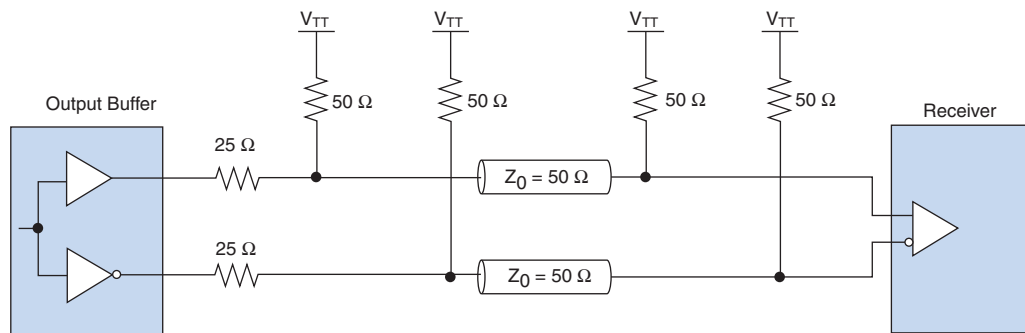 V_TT V_TT V_TT V_TT
50 Ω 50 Ω 50 Ω 50 Ω
Output Buffer
Receiver
25 Ω
Z_0 = 50 Ω
25 Ω
Z_0 = 50 Ω